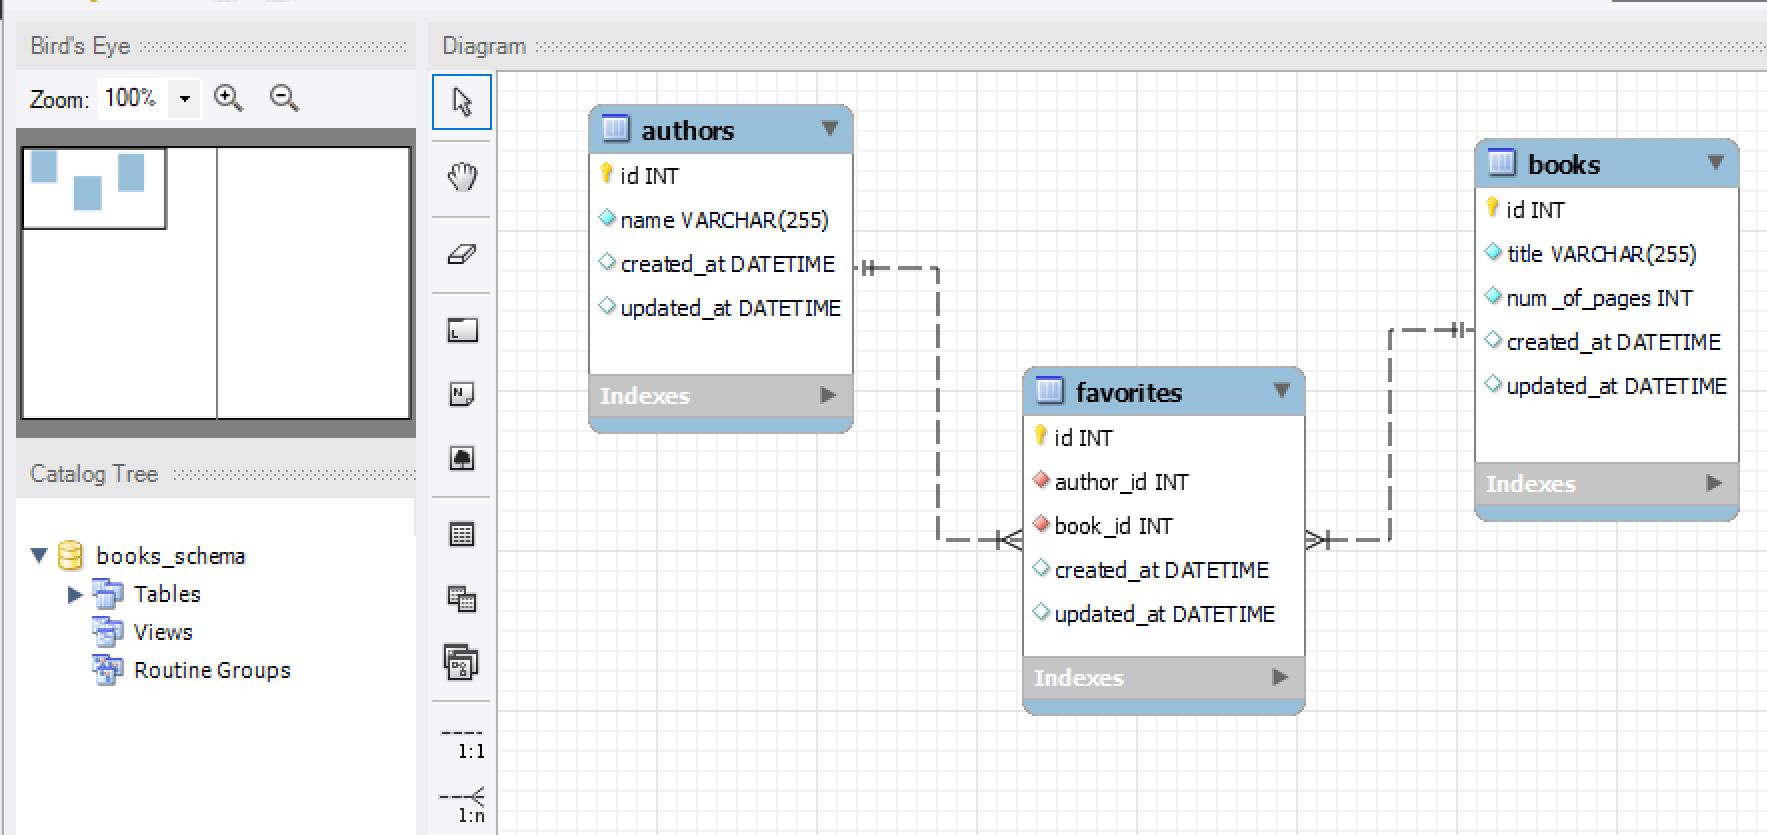 Bird's Eye
Zoom: 100%
Catalog Tree
books_schema
Tables
Views
Routine Groups
Diagram
L
N
1:1
1:n
authors
id INT
name VARCHAR(255)
created_at DATETIME
updated_at DATETIME
Indexes
favorites
id INT
author_id INT
book_id INT
created_at DATETIME
updated_at DATETIME
Indexes
books
id INT
title VARCHAR(255)
num_of_pages INT
created_at DATETIME
updated_at DATETIME
Indexes